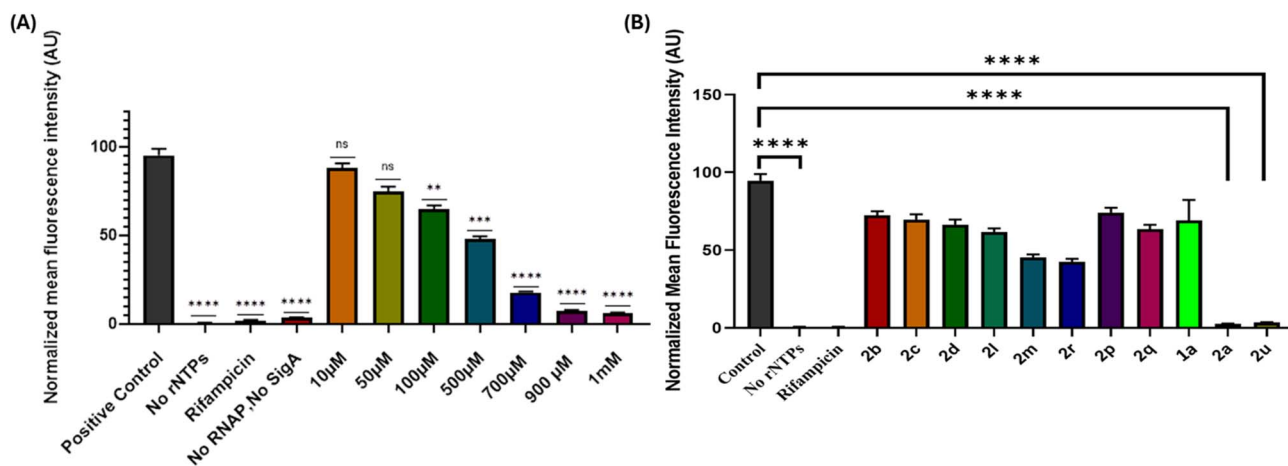 (A)
Normalized mean fluorescence intensity (AU)
100
50
0
****
****
****
ns
ns
**
***
****
****
****
Positive Control
No rNTPs
Rifampicin
No RNAP,No SigA
10µM
50µM
100µM
500µM
700µM
900 µM
1mM
(B)
Normalized Mean Fluorescence Intensity (AU)
150
100
50
0
****
****
****
Control
No rNTPs
Rifampicin
2b
2c
2d
2l
2m
2r
2p
2q
1a
2a
2u